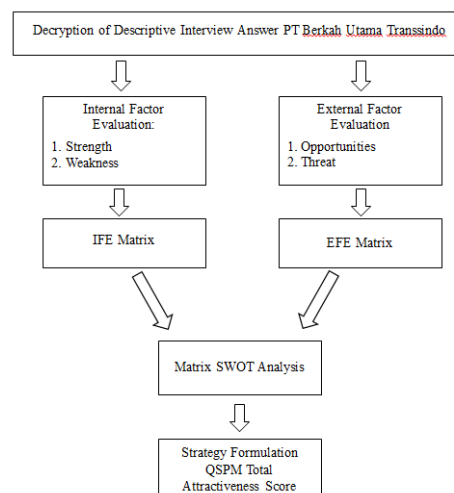 Decryption of Descriptive Interview Answer PT Berkah Utama Transsindo
Internal Factor
Evaluation:
1. Strength
2. Weakness
External Factor
Evaluation
1. Opportunities
2. Threat
IFE Matrix
EFE Matrix
Matrix SWOT Analysis
Strategy Formulation
QSPM Total
Attractiveness Score